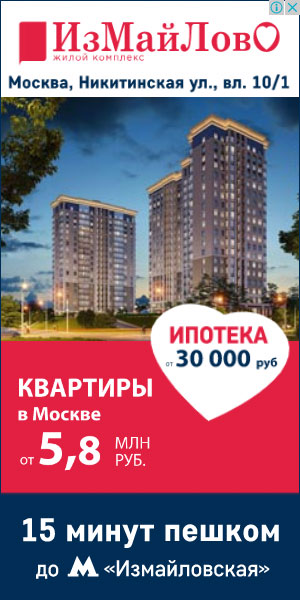 ИзМайЛовО
ЖИЛОЙ КОМПЛЕКС
Москва, Никитинская ул., вл. 10/1
ИПОТЕКА
от 30 000 руб
КВАРТИРЫ
в Москве
от 5,8 МЛН РУБ.
15 минут пешком
до М «Измайловская»